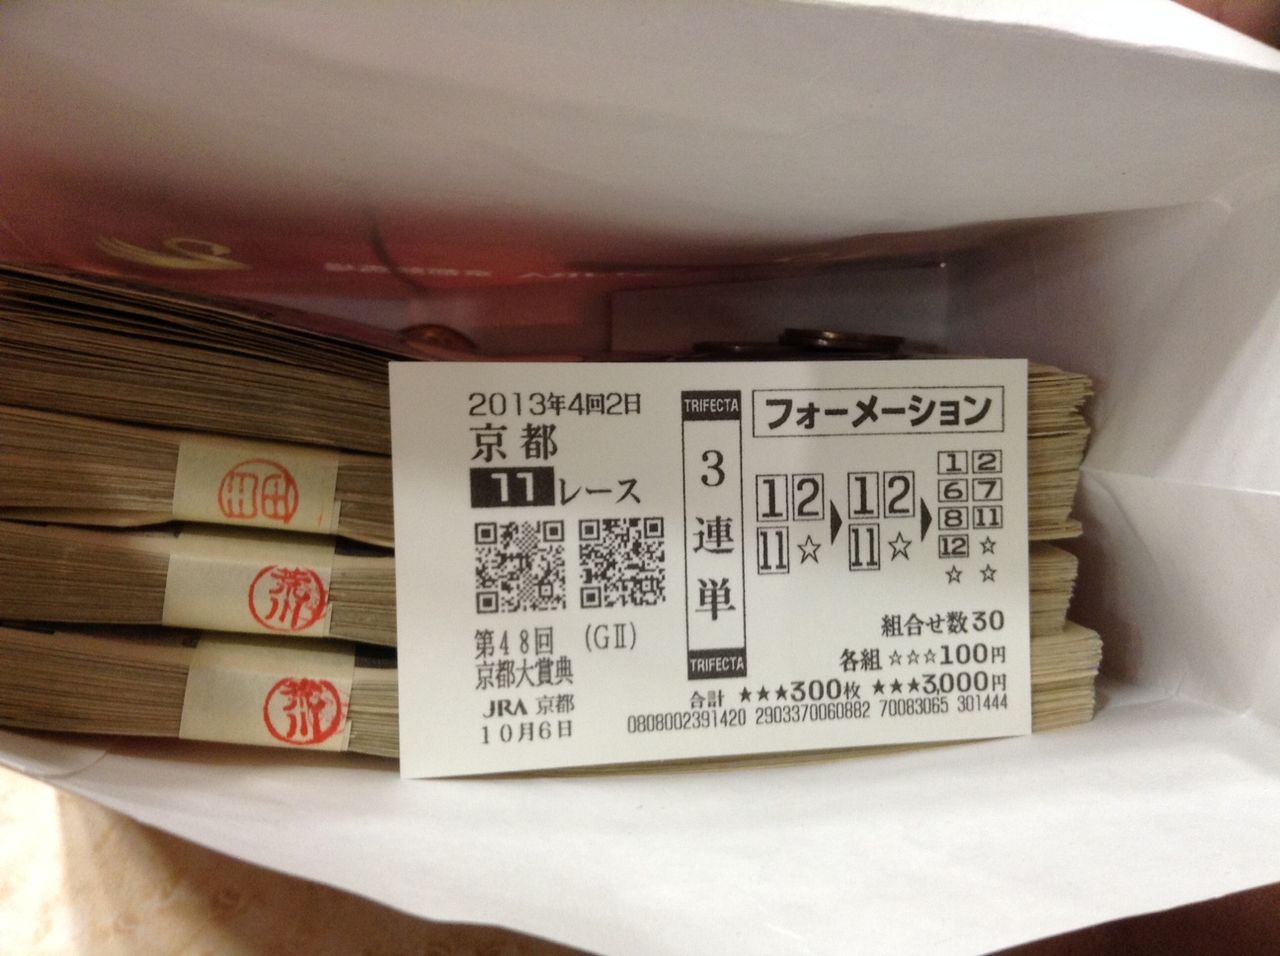 2013年4回2日
京都
11レース
第48回 (GⅡ)
京都大賞典
JRA 京都
10月6日
TRIFECTA
3連単
TRIFECTA
フォーメーション
1 2 ▶ 1 2 ▶ 1 2
11 ☆ 11 ☆ 6 7
8 11
12 ☆
☆ ☆
組合せ数30
各組 ☆☆☆100円
合計 ★★★300枚 ★★★3,000円
0808002391420 2903370060882 70083065 301444